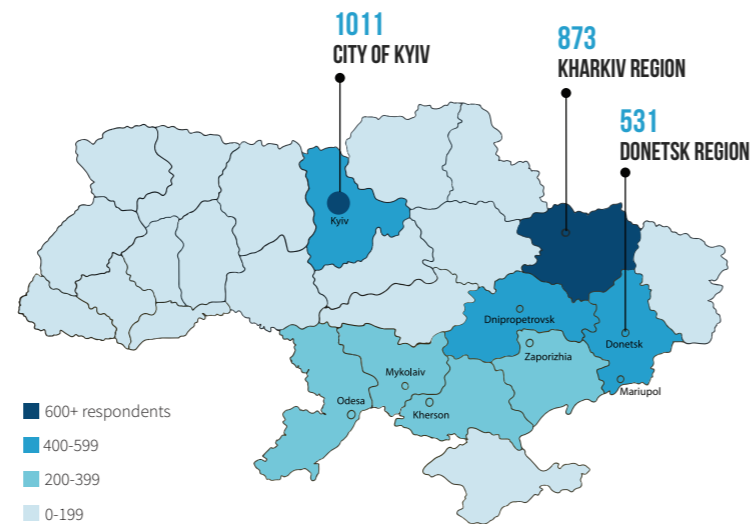 1011
CITY OF KYIV
873
KHARKIV REGION
531
DONETSK REGION
Kyiv
Dnipropetrovsk
Donetsk
Zaporizhia
Mykolaiv
Mariupol
Odesa
Kherson
600+ respondents
400-599
200-399
0-199